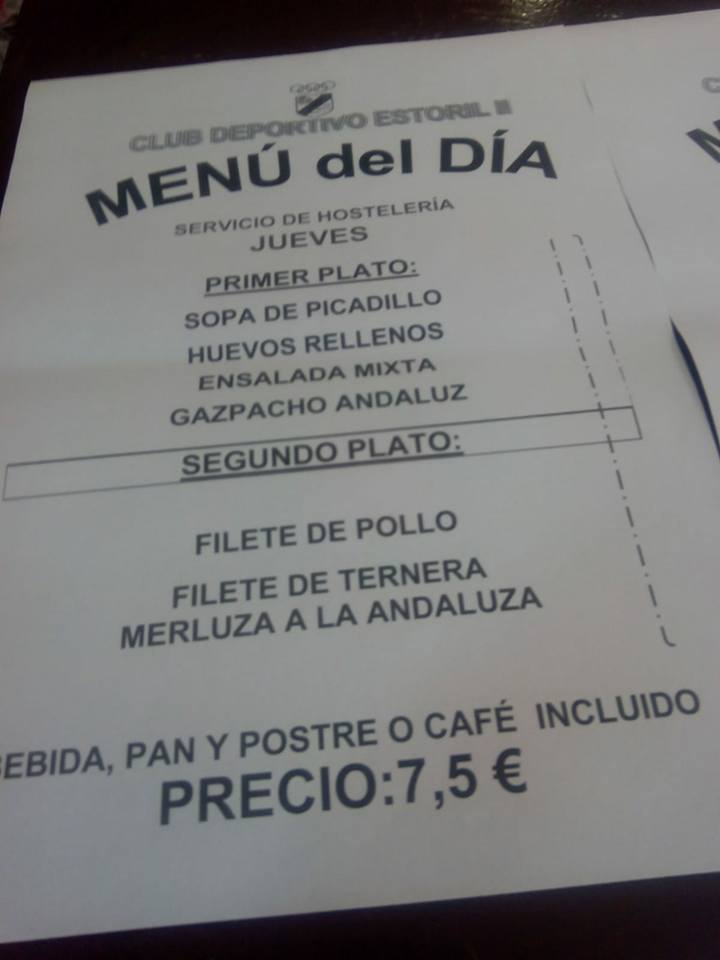 CLUB DEPORTIVO ESTORIL II
MENÚ del DÍA
SERVICIO DE HOSTELERÍA
JUEVES
PRIMER PLATO:
SOPA DE PICADILLO
HUEVOS RELLENOS
ENSALADA MIXTA
GAZPACHO ANDALUZ
SEGUNDO PLATO:
FILETE DE POLLO
FILETE DE TERNERA
MERLUZA A LA ANDALUZA
BEBIDA, PAN Y POSTRE O CAFÉ INCLUIDO
PRECIO:7,5 €